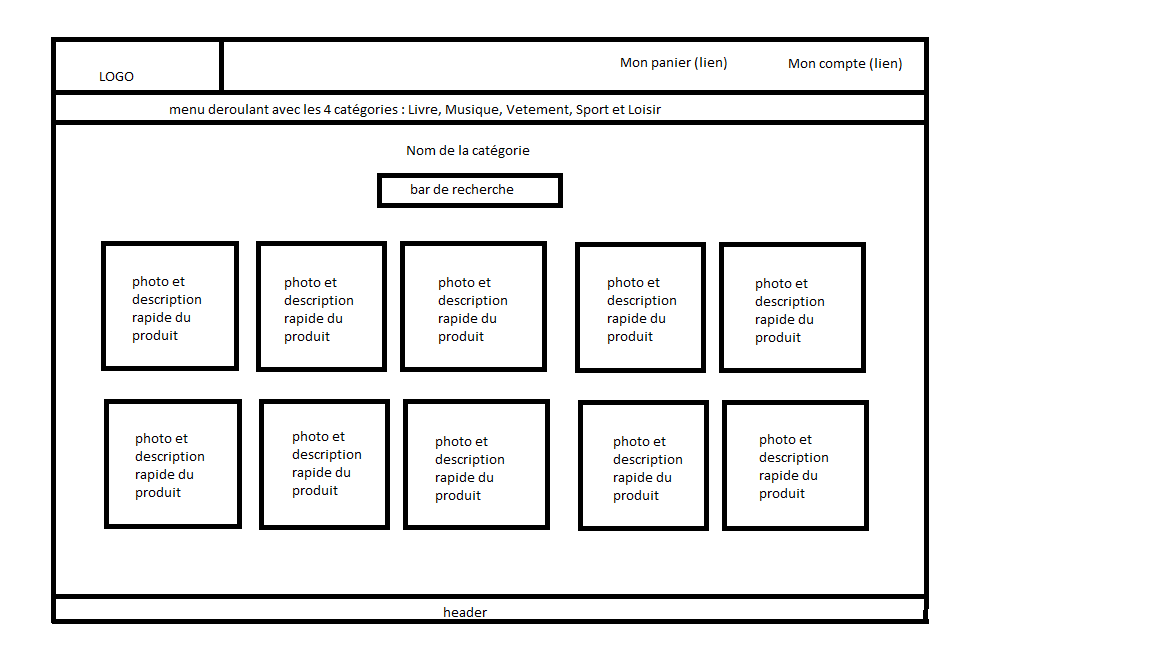 LOGO
Mon panier (lien)
Mon compte (lien)
menu deroulant avec les 4 catégories : Livre, Musique, Vetement, Sport et Loisir
Nom de la catégorie
bar de recherche
photo et
description
rapide du
produit
photo et
description
rapide du
produit
photo et
description
rapide du
produit
photo et
description
rapide du
produit
photo et
description
rapide du
produit
photo et
description
rapide du
produit
photo et
description
rapide du
produit
photo et
description
rapide du
produit
photo et
description
rapide du
produit
photo et
description
rapide du
produit
header